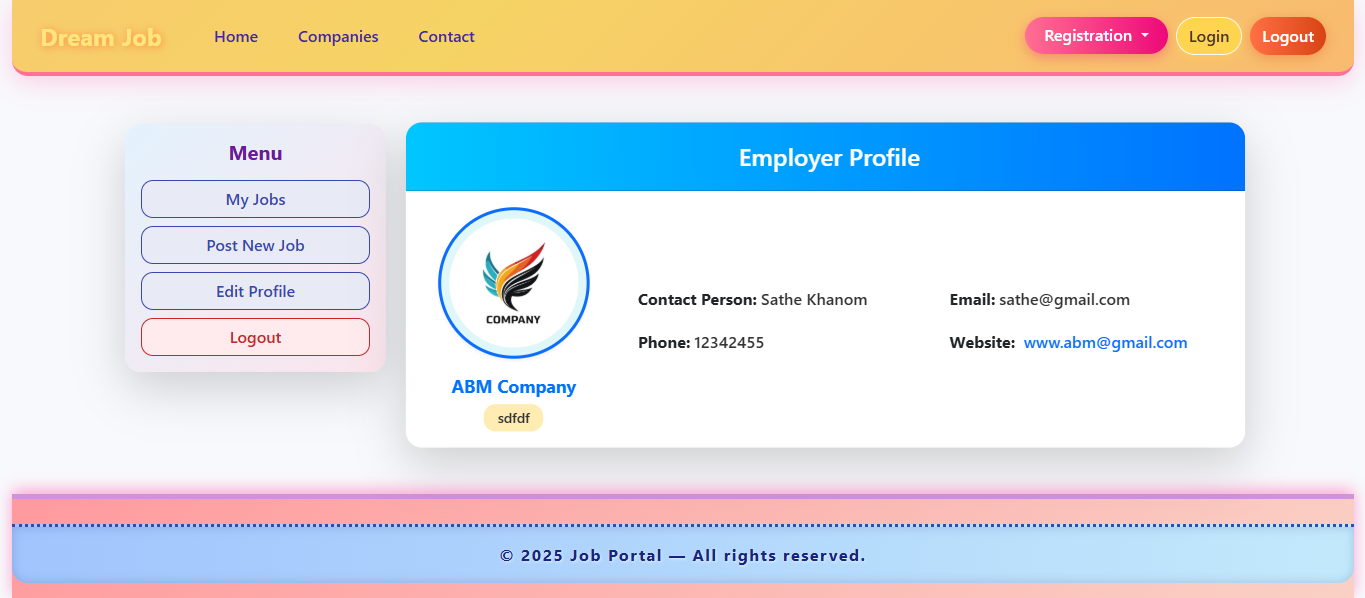 Dream Job Home Companies Contact Registration Login Logout
Menu
My Jobs
Post New Job
Edit Profile
Logout
Employer Profile
COMPANY
ABM Company
sdfdf
Contact Person: Sathe Khanom Email: sathe@gmail.com
Phone: 12342455 Website: www.abm@gmail.com
© 2025 Job Portal — All rights reserved.